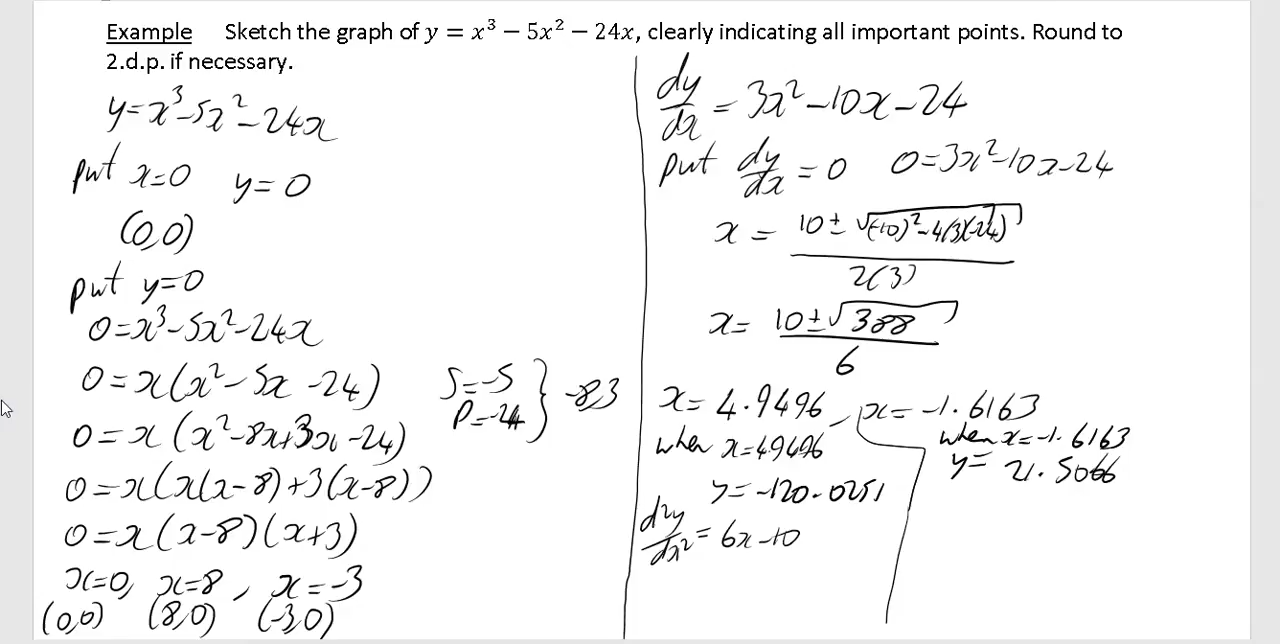 Example Sketch the graph of y = x³ − 5x² − 24x, clearly indicating all important points. Round to
2.d.p. if necessary.
y=x³-5x²-24x
put x=0 y=0
(0,0)
put y=0
0=x³-5x²-24x
0=x(x²-5x-24)
S=-5
P=-24 } -8,3
0=x(x²-8x+3x-24)
0=x(x(x-8)+3(x-8))
0=x(x-8)(x+3)
x=0, x=8, x=-3
(0,0) (8,0) (-3,0)
dy/dx = 3x²-10x-24
put dy/dx = 0 0=3x²-10x-24
x = 10±√((-10)²-4(3)(-24)) / 2(3)
x = 10±√388 / 6
x=4.9496, x=-1.6163
when x=4.9496
y=-120.0251
d²y/dx² = 6x-10
when x=-1.6163
y= 21.5066